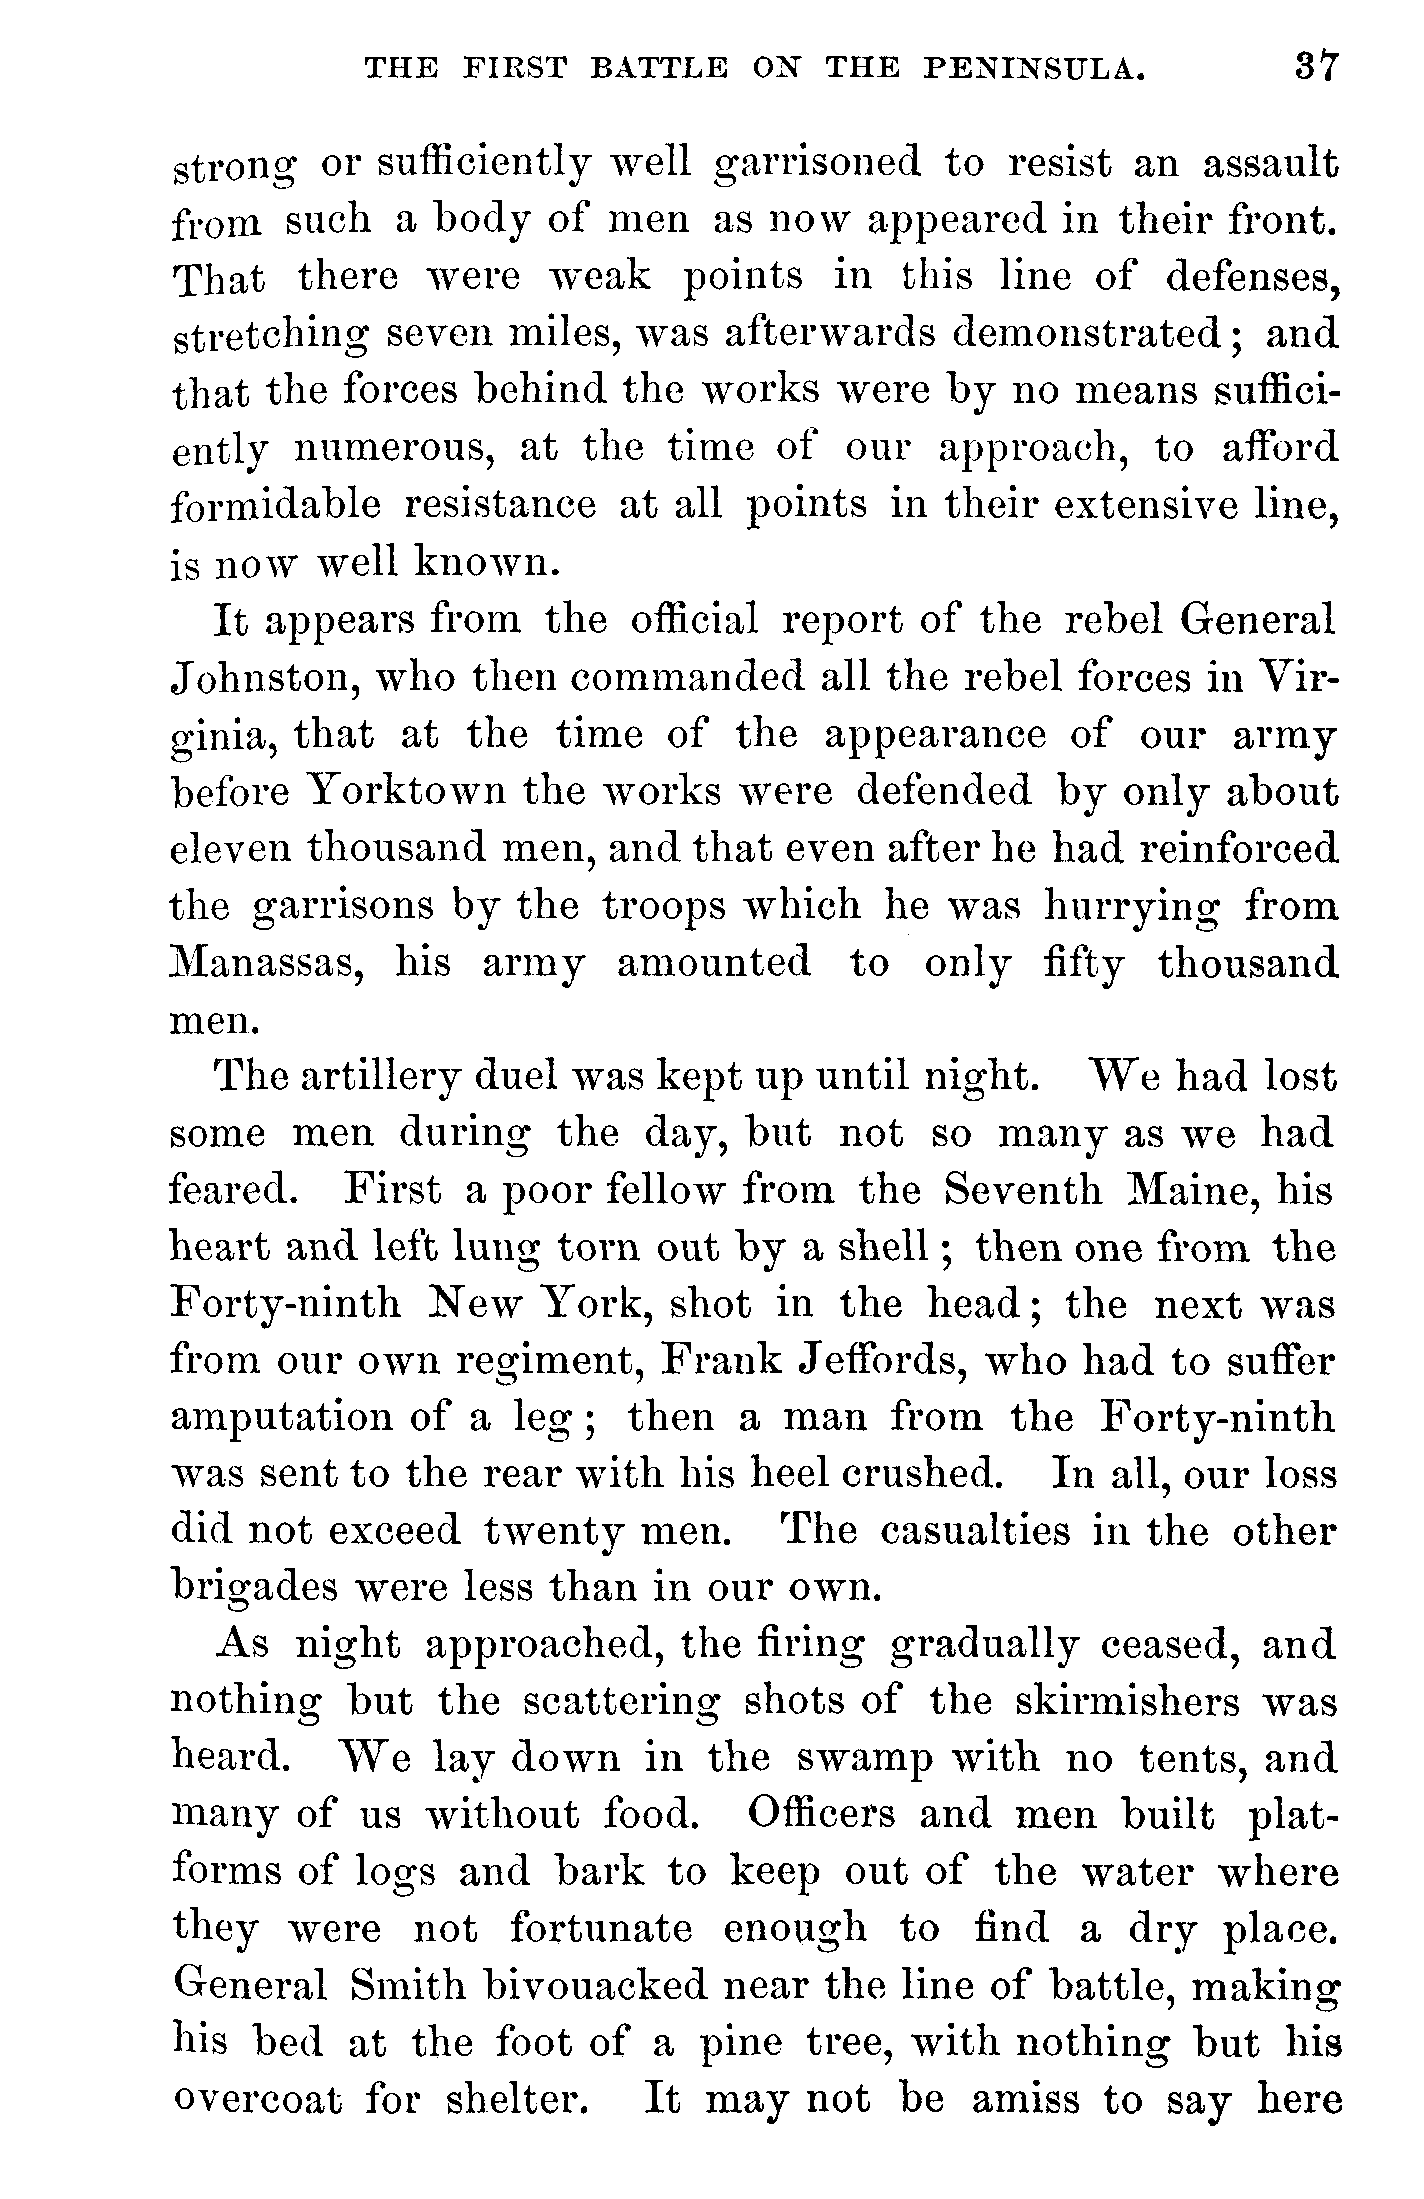 THE FIRST BATTLE ON THE PENINSULA. 37
strong or sufficiently well garrisoned to resist an assault
from such a body of men as now appeared in their front.
That there were weak points in this line of defenses,
stretching seven miles, was afterwards demonstrated; and
that the forces behind the works were by no means suffici-
ently numerous, at the time of our approach, to afford
formidable resistance at all points in their extensive line,
is now well known.
It appears from the official report of the rebel General
Johnston, who then commanded all the rebel forces in Vir-
ginia, that at the time of the appearance of our army
before Yorktown the works were defended by only about
eleven thousand men, and that even after he had reinforced
the garrisons by the troops which he was hurrying from
Manassas, his army amounted to only fifty thousand
men.
The artillery duel was kept up until night. We had lost
some men during the day, but not so many as we had
feared. First a poor fellow from the Seventh Maine, his
heart and left lung torn out by a shell; then one from the
Forty-ninth New York, shot in the head; the next was
from our own regiment, Frank Jeffords, who had to suffer
amputation of a leg; then a man from the Forty-ninth
was sent to the rear with his heel crushed. In all, our loss
did not exceed twenty men. The casualties in the other
brigades were less than in our own.
As night approached, the firing gradually ceased, and
nothing but the scattering shots of the skirmishers was
heard. We lay down in the swamp with no tents, and
many of us without food. Officers and men built plat-
forms of logs and bark to keep out of the water where
they were not fortunate enough to find a dry place.
General Smith bivouacked near the line of battle, making
his bed at the foot of a pine tree, with nothing but his
overcoat for shelter. It may not be amiss to say here